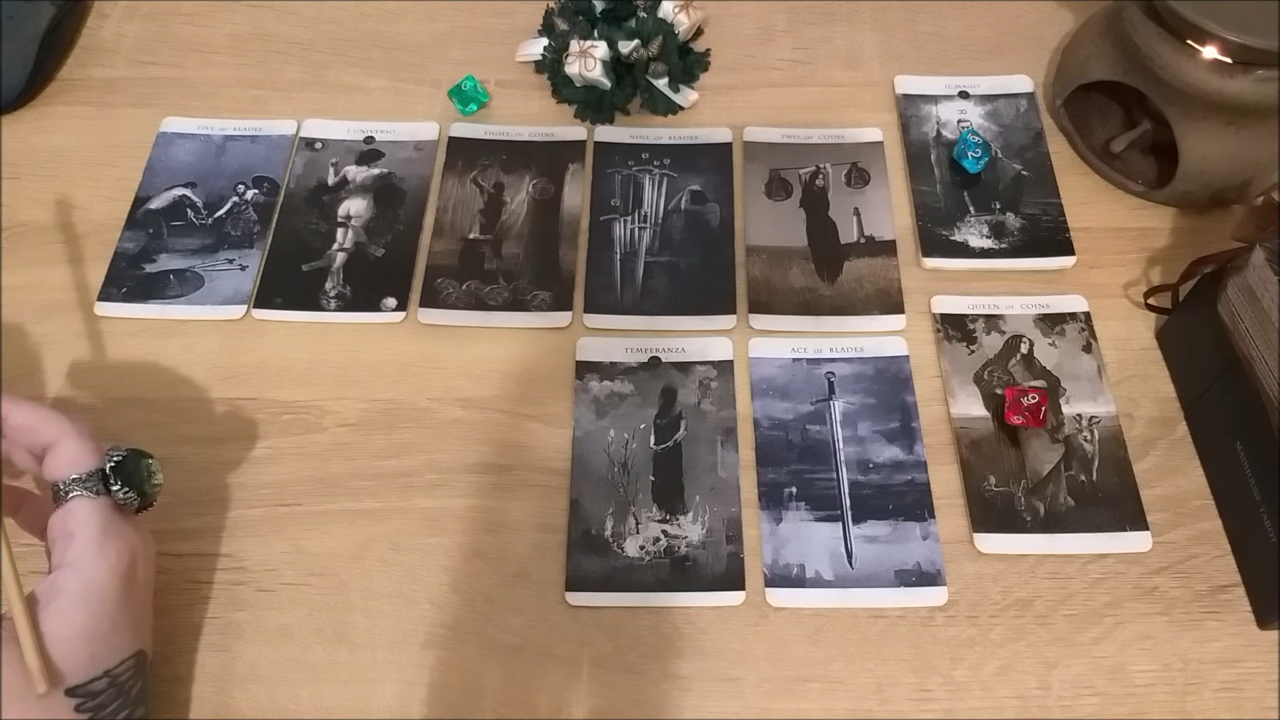 FIVE OF BLADES
L'UNIVERSO
EIGHT OF COINS
NINE OF BLADES
TWO OF COINS
IL MAGO
QUEEN OF COINS
TEMPERANZA
ACE OF BLADES